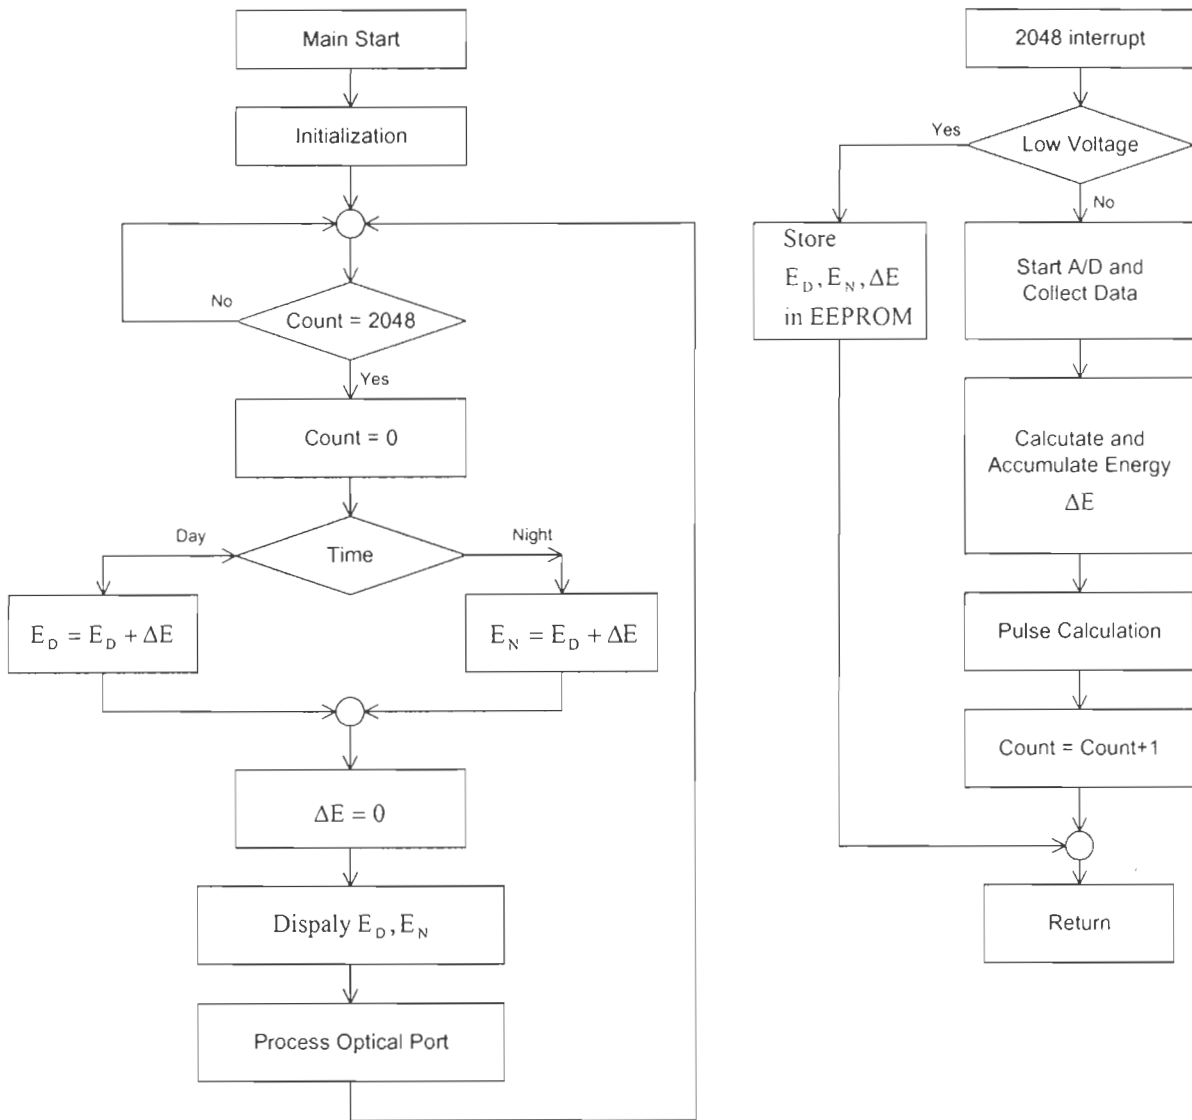 Main Start
Initialization
No
Count = 2048
Yes
Count = 0
Day
Time
Night
E_D = E_D + ΔE
E_N = E_D + ΔE
ΔE = 0
Dispaly E_D, E_N
Process Optical Port
2048 interrupt
Yes
Low Voltage
No
Store
E_D, E_N, ΔE
in EEPROM
Start A/D and
Collect Data
Calcutate and
Accumulate Energy
ΔE
Pulse Calculation
Count = Count+1
Return